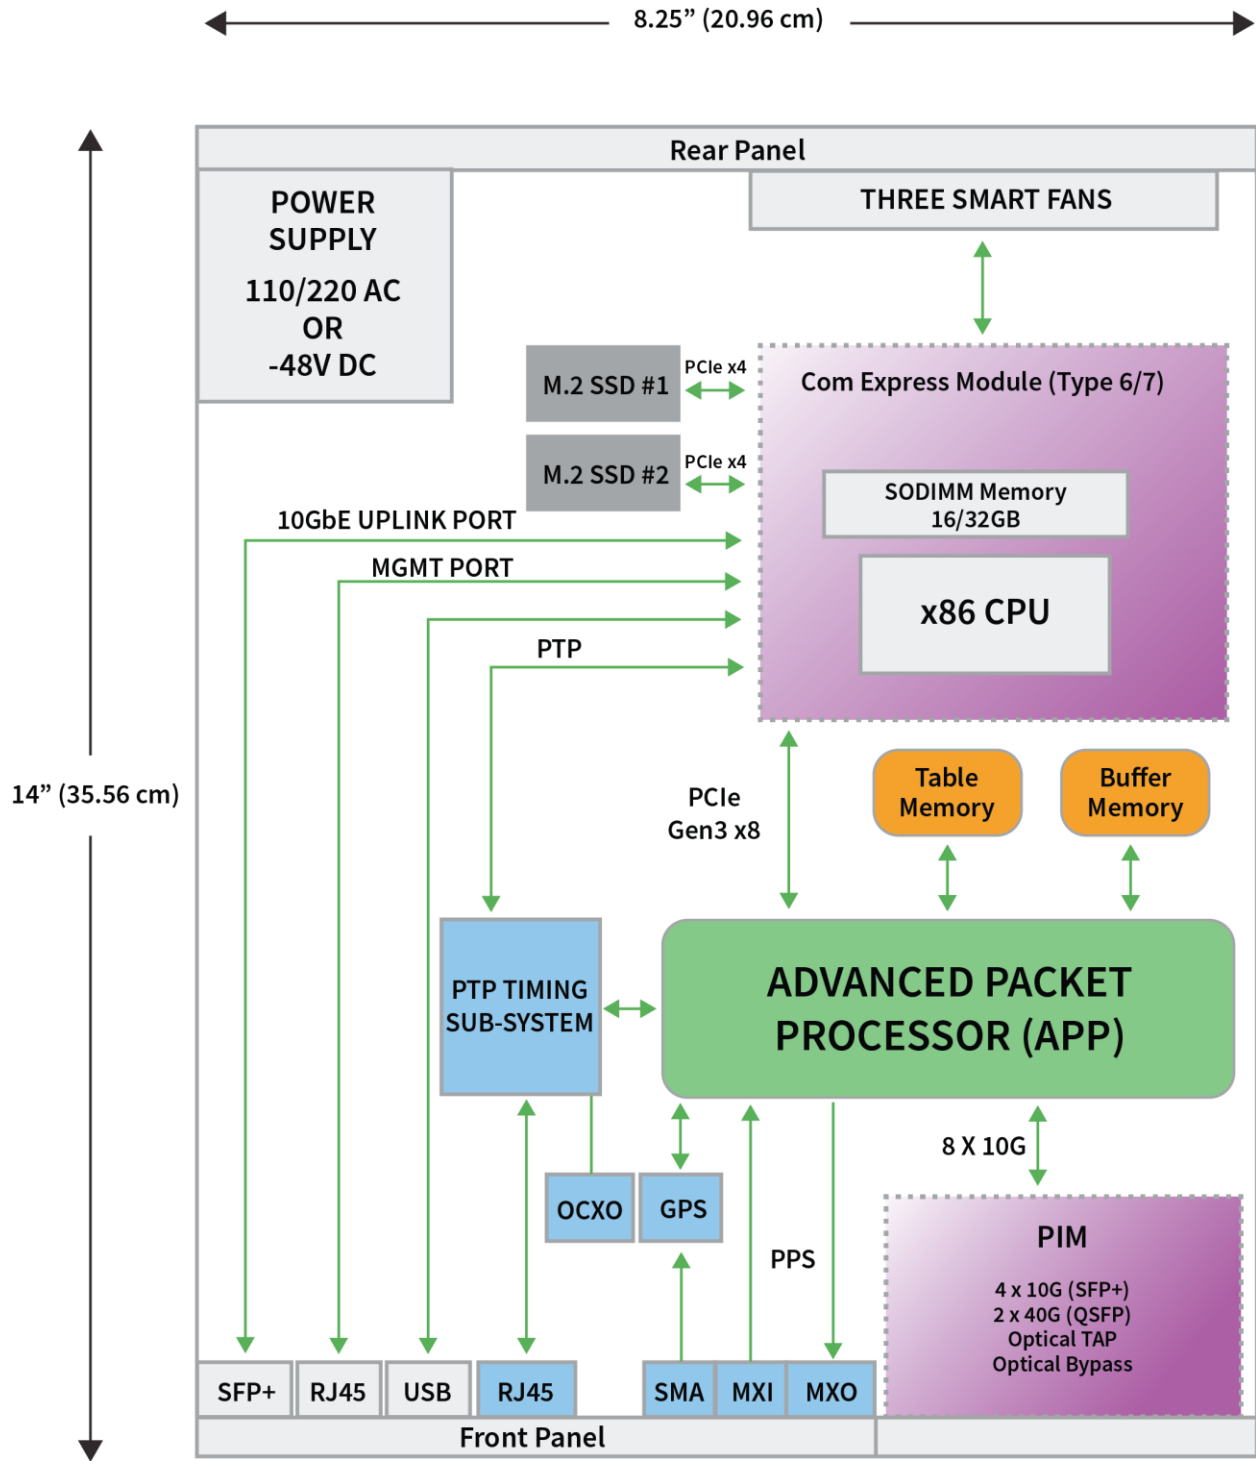 8.25” (20.96 cm)
Rear Panel
POWER
SUPPLY
110/220 AC
OR
-48V DC
THREE SMART FANS
M.2 SSD #1
PCIe x4
Com Express Module (Type 6/7)
M.2 SSD #2
PCIe x4
SODIMM Memory
16/32GB
10GbE UPLINK PORT
MGMT PORT
x86 CPU
PTP
14” (35.56 cm)
PCIe
Gen3 x8
Table
Memory
Buffer
Memory
PTP TIMING
SUB-SYSTEM
ADVANCED PACKET
PROCESSOR (APP)
8 X 10G
OCXO
GPS
PPS
PIM
4 x 10G (SFP+)
2 x 40G (QSFP)
Optical TAP
Optical Bypass
SFP+
RJ45
USB
RJ45
SMA
MXI
MXO
Front Panel